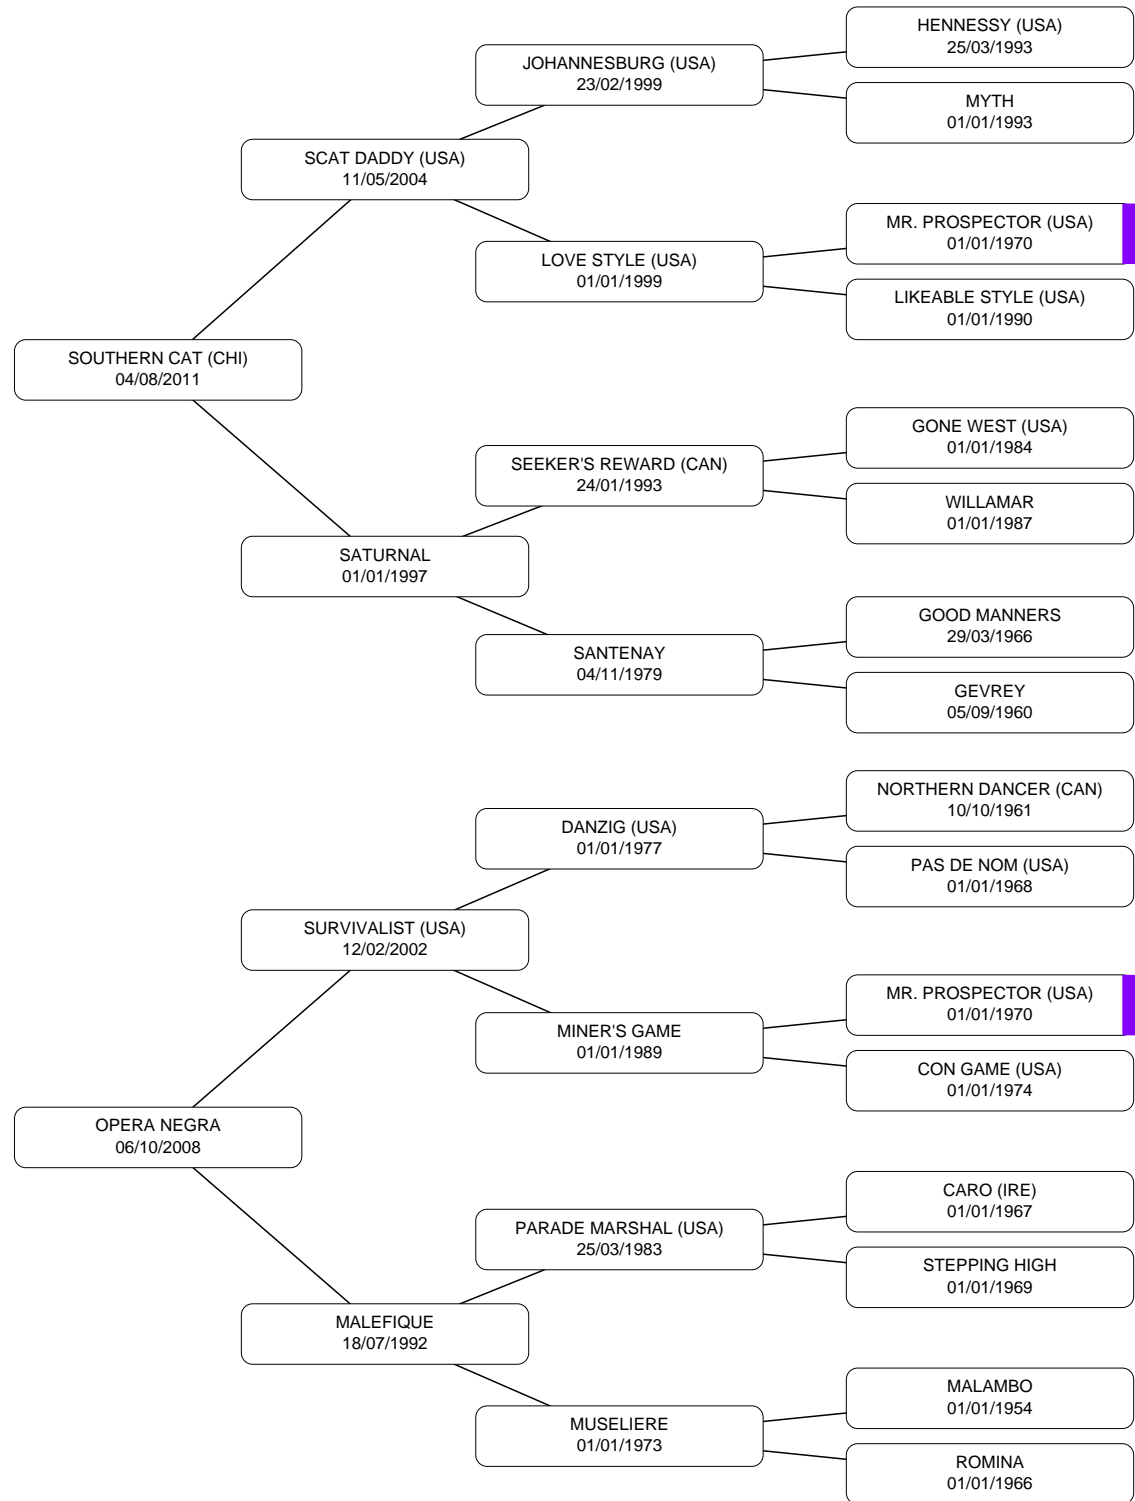 HENNESSY (USA)
25/03/1993
JOHANNESBURG (USA)
23/02/1999
MYTH
01/01/1993
SCAT DADDY (USA)
11/05/2004
MR. PROSPECTOR (USA)
01/01/1970
LOVE STYLE (USA)
01/01/1999
LIKEABLE STYLE (USA)
01/01/1990
SOUTHERN CAT (CHI)
04/08/2011
GONE WEST (USA)
01/01/1984
SEEKER'S REWARD (CAN)
24/01/1993
WILLAMAR
01/01/1987
SATURNAL
01/01/1997
GOOD MANNERS
29/03/1966
SANTENAY
04/11/1979
GEVREY
05/09/1960
NORTHERN DANCER (CAN)
10/10/1961
DANZIG (USA)
01/01/1977
PAS DE NOM (USA)
01/01/1968
SURVIVALIST (USA)
12/02/2002
MR. PROSPECTOR (USA)
01/01/1970
MINER'S GAME
01/01/1989
CON GAME (USA)
01/01/1974
OPERA NEGRA
06/10/2008
CARO (IRE)
01/01/1967
PARADE MARSHAL (USA)
25/03/1983
STEPPING HIGH
01/01/1969
MALEFIQUE
18/07/1992
MALAMBO
01/01/1954
MUSELIERE
01/01/1973
ROMINA
01/01/1966